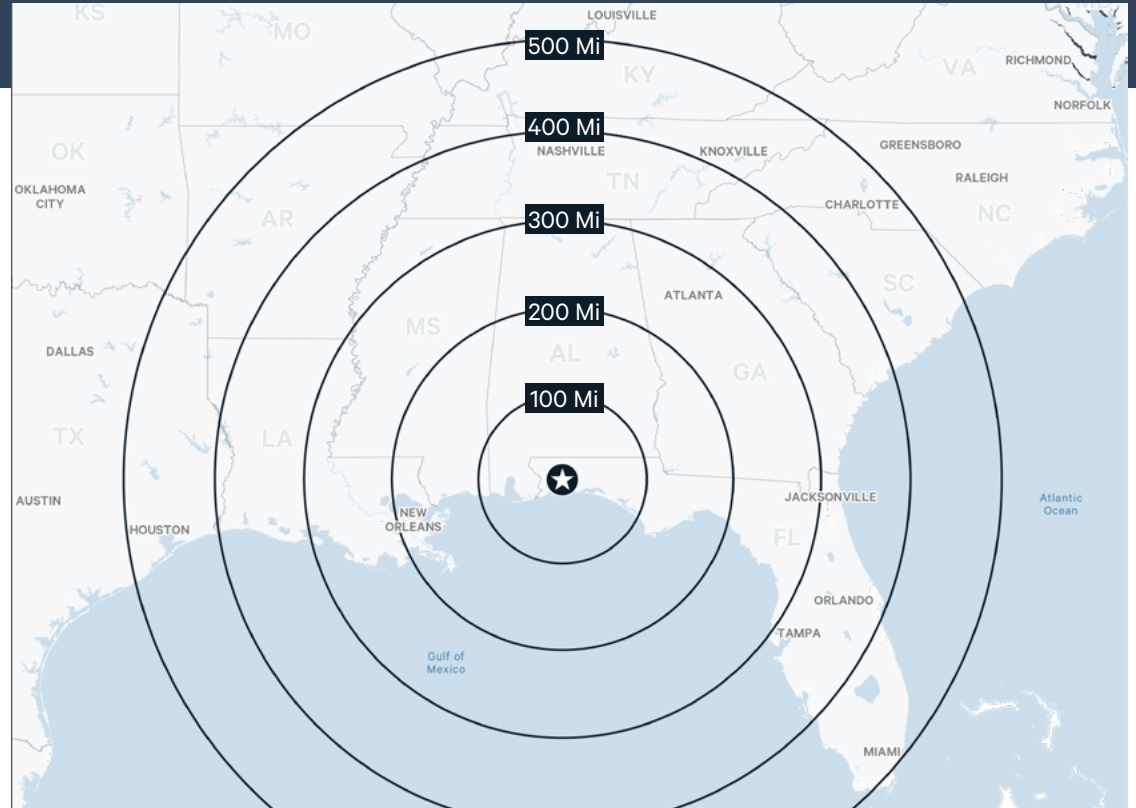 KS
MO
LOUISVILLE
MD
500 Mi
KY
VA
RICHMOND
NORFOLK
400 Mi
OK
NASHVILLE
KNOXVILLE
GREENSBORO
TN
RALEIGH
OKLAHOMA
CITY
AR
300 Mi
CHARLOTTE
NC
SC
ATLANTA
200 Mi
MS
DALLAS
AL
GA
100 Mi
TX
LA
AUSTIN
JACKSONVILLE
Atlantic
Ocean
NEW
ORLEANS
HOUSTON
FL
ORLANDO
TAMPA
Gulf of
Mexico
MIAMI